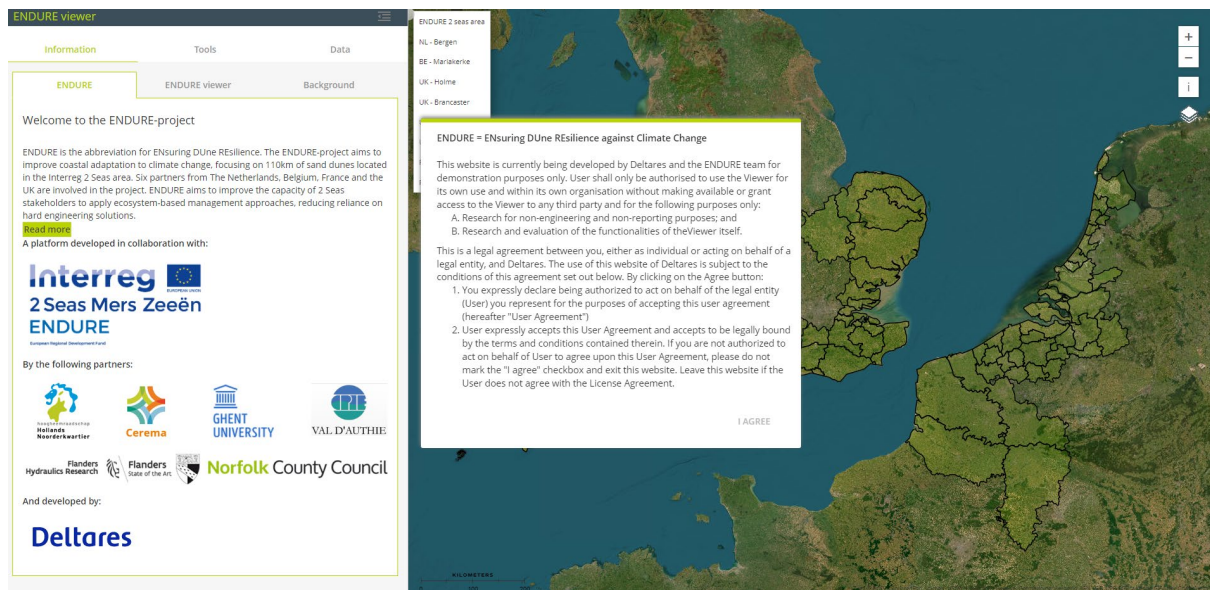 ENDURE viewer
Information
Tools
Data
ENDURE
ENDURE viewer
Background
Welcome to the ENDURE-project
ENDURE is the abbreviation for ENsuring DUne REsilience. The ENDURE-project aims to
improve coastal adaptation to climate change, focusing on 110km of sand dunes located
in the Interreg 2 Seas area. Six partners from The Netherlands, Belgium, France and the
UK are involved in the project. ENDURE aims to improve the capacity of 2 Seas
stakeholders to apply ecosystem-based management approaches, reducing reliance on
hard engineering solutions.
Read more
A platform developed in collaboration with:
Interreg
EUROPEAN UNION
2 Seas Mers Zeeën
ENDURE
European Regional Development Fund
By the following partners:
hoogheemraadschap
Hollands
Noorderkwartier
Cerema
GHENT
UNIVERSITY
VAL D'AUTHIE
Flanders
Hydraulics Research
Flanders
State of the Art
Norfolk County Council
And developed by:
Deltares
ENDURE 2 seas area
NL - Bergen
BE - Mariakerke
UK - Holme
UK - Brancaster
ENDURE = ENsuring DUne REsilience against Climate Change
This website is currently being developed by Deltares and the ENDURE team for
demonstration purposes only. User shall only be authorised to use the Viewer for
its own use and within its own organisation without making available or grant
access to the Viewer to any third party and for the following purposes only:
A. Research for non-engineering and non-reporting purposes; and
B. Research and evaluation of the functionalities of theViewer itself.
This is a legal agreement between you, either as individual or acting on behalf of a
legal entity, and Deltares. The use of this website of Deltares is subject to the
conditions of this agreement set out below. By clicking on the Agree button:
1. You expressly declare being authorized to act on behalf of the legal entity
(User) you represent for the purposes of accepting this user agreement
(hereafter "User Agreement")
2. User expressly accepts this User Agreement and accepts to be legally bound
by the terms and conditions contained therein. If you are not authorized to
act on behalf of User to agree upon this User Agreement, please do not
mark the "I agree" checkbox and exit this website. Leave this website if the
User does not agree with the License Agreement.
I AGREE
+
−
i
KILOMETERS